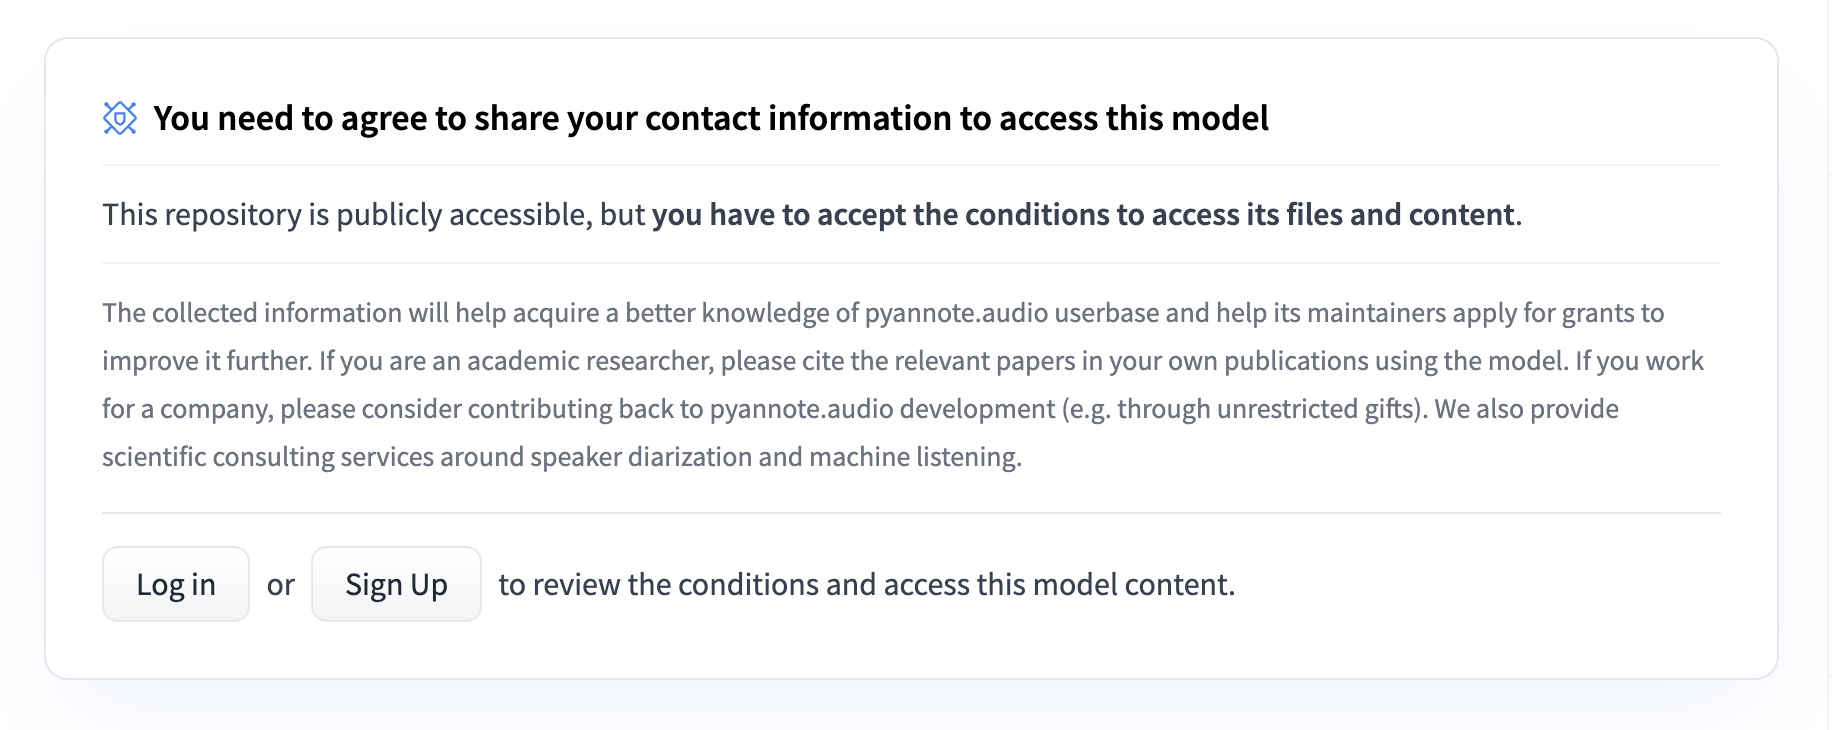 You need to agree to share your contact information to access this model
This repository is publicly accessible, but you have to accept the conditions to access its files and content.
The collected information will help acquire a better knowledge of pyannote.audio userbase and help its maintainers apply for grants to
improve it further. If you are an academic researcher, please cite the relevant papers in your own publications using the model. If you work
for a company, please consider contributing back to pyannote.audio development (e.g. through unrestricted gifts). We also provide
scientific consulting services around speaker diarization and machine listening.
Log in or Sign Up to review the conditions and access this model content.